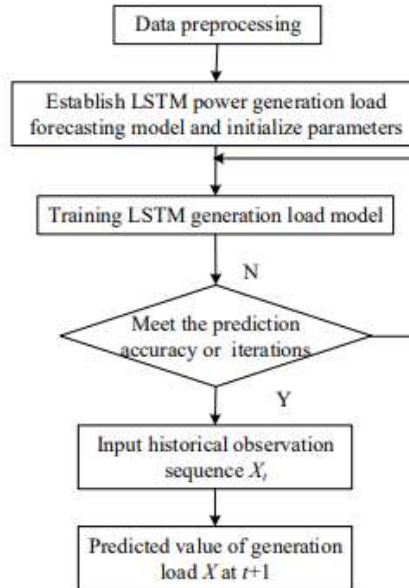 Data preprocessing
Establish LSTM power generation load
forecasting model and initialize parameters
Training LSTM generation load model
N
Meet the prediction
accuracy or iterations
Y
Input historical observation
sequence Xₜ
Predicted value of generation
load X at t+1